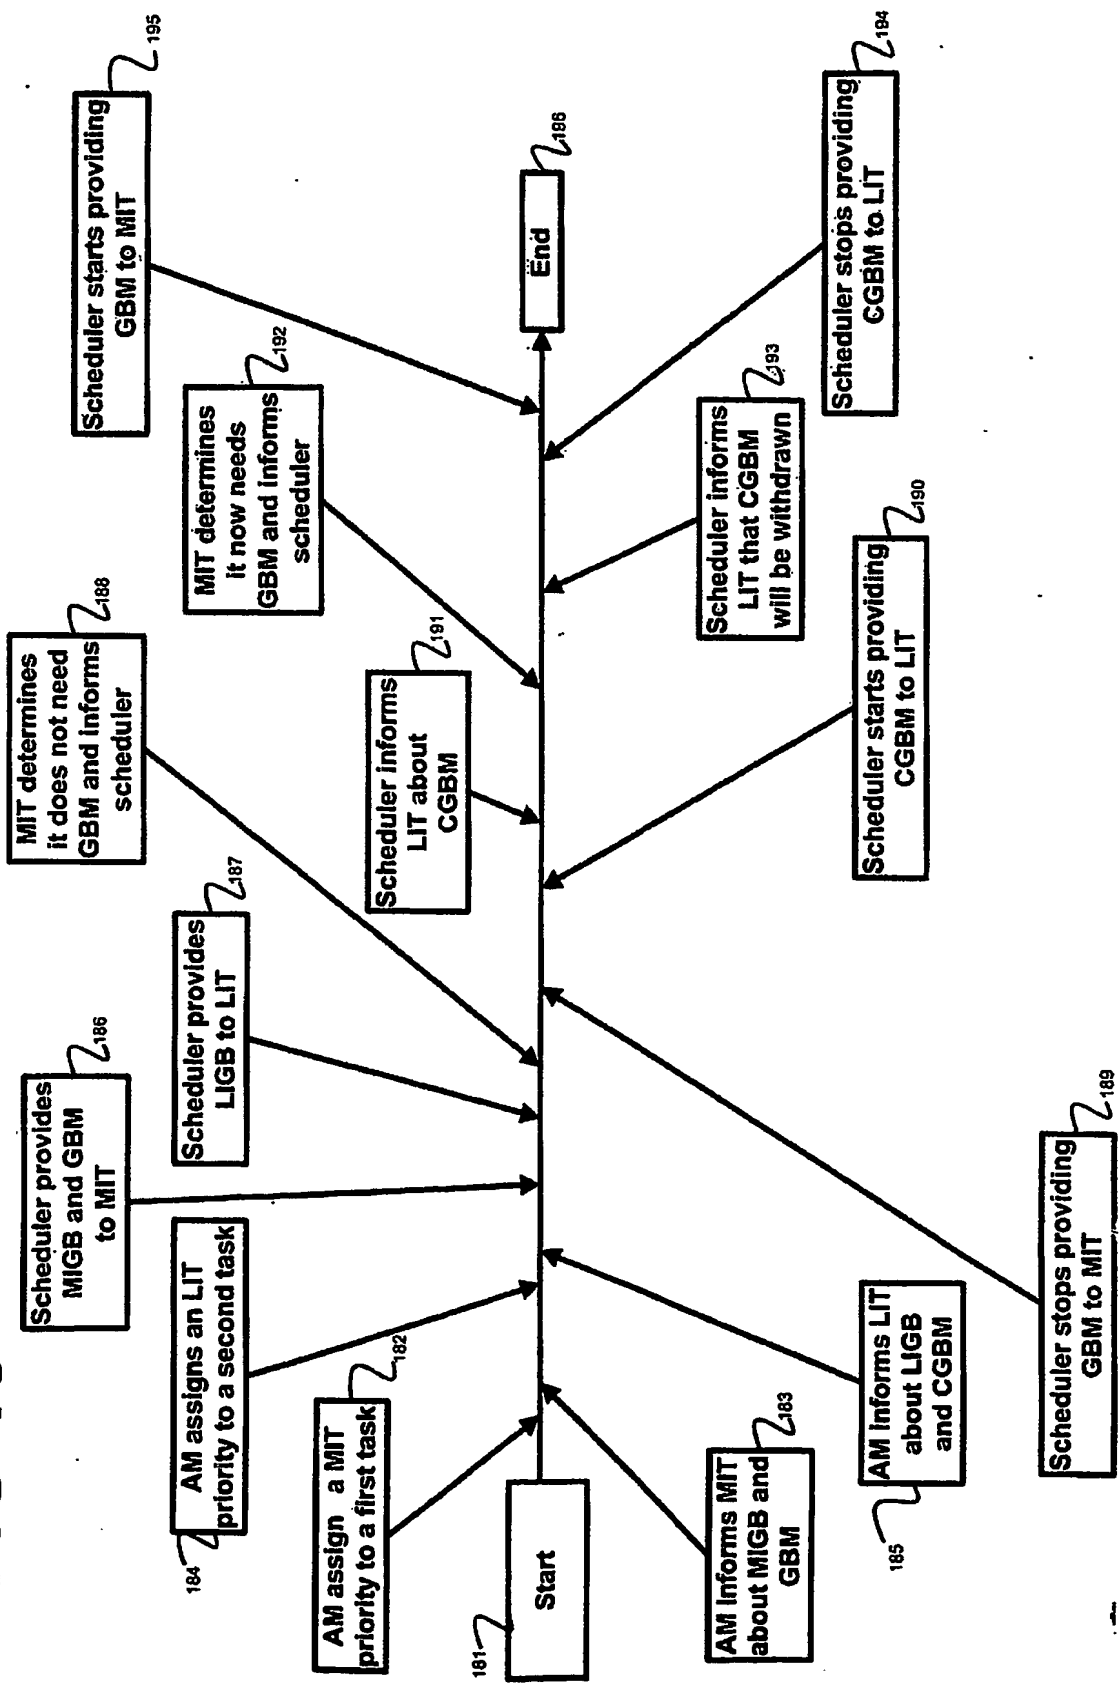 Start
181
AM assign a MIT
priority to a first task
182
AM Informs MIT
about MIGB and
GBM
183
AM assigns an LIT
priority to a second task
184
AM Informs LIT
about LIGB
and CGBM
185
Scheduler provides
MIGB and GBM
to MIT
186
Scheduler provides
LIGB to LIT
187
MIT determines
it does not need
GBM and informs
scheduler
188
Scheduler stops providing
GBM to MIT
189
Scheduler starts providing
CGBM to LIT
190
Scheduler informs
LIT about
CGBM
191
MIT determines
it now needs
GBM and informs
scheduler
192
Scheduler informs
LIT that CGBM
will be withdrawn
193
Scheduler stops providing
CGBM to LIT
194
Scheduler starts providing
GBM to MIT
195
End
196